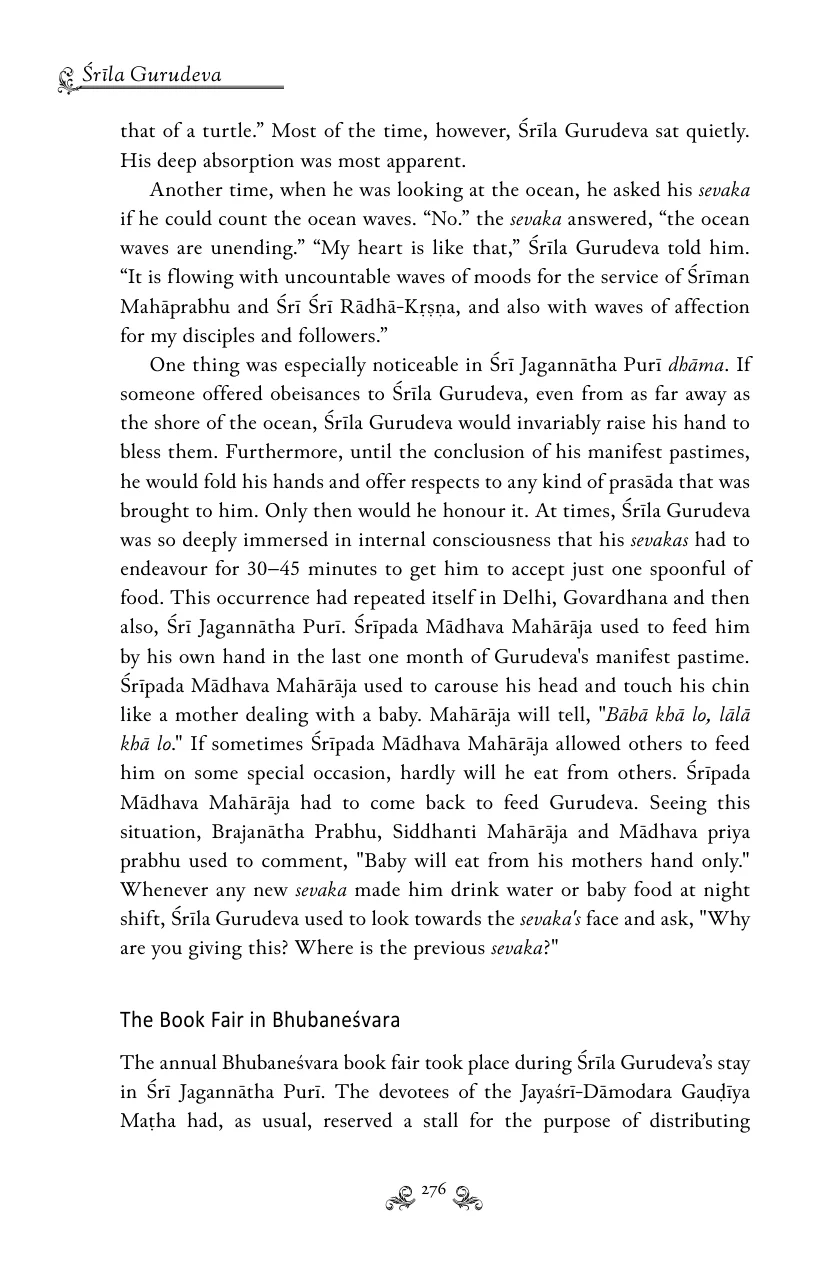 Śrīla Gurudeva
that of a turtle.” Most of the time, however, Śrīla Gurudeva sat quietly.
His deep absorption was most apparent.
Another time, when he was looking at the ocean, he asked his sevaka
if he could count the ocean waves. “No.” the sevaka answered, “the ocean
waves are unending.” “My heart is like that,” Śrīla Gurudeva told him.
“It is flowing with uncountable waves of moods for the service of Śrīman
Mahāprabhu and Śrī Śrī Rādhā-Kṛṣṇa, and also with waves of affection
for my disciples and followers.”
One thing was especially noticeable in Śrī Jagannātha Purī dhāma. If
someone offered obeisances to Śrīla Gurudeva, even from as far away as
the shore of the ocean, Śrīla Gurudeva would invariably raise his hand to
bless them. Furthermore, until the conclusion of his manifest pastimes,
he would fold his hands and offer respects to any kind of prasāda that was
brought to him. Only then would he honour it. At times, Śrīla Gurudeva
was so deeply immersed in internal consciousness that his sevakas had to
endeavour for 30–45 minutes to get him to accept just one spoonful of
food. This occurrence had repeated itself in Delhi, Govardhana and then
also, Śrī Jagannātha Purī. Śrīpada Mādhava Mahārāja used to feed him
by his own hand in the last one month of Gurudeva's manifest pastime.
Śrīpada Mādhava Mahārāja used to carouse his head and touch his chin
like a mother dealing with a baby. Mahārāja will tell, "Bābā khā lo, lālā
khā lo." If sometimes Śrīpada Mādhava Mahārāja allowed others to feed
him on some special occasion, hardly will he eat from others. Śrīpada
Mādhava Mahārāja had to come back to feed Gurudeva. Seeing this
situation, Brajanātha Prabhu, Siddhanti Mahārāja and Mādhava priya
prabhu used to comment, "Baby will eat from his mothers hand only."
Whenever any new sevaka made him drink water or baby food at night
shift, Śrīla Gurudeva used to look towards the sevaka's face and ask, "Why
are you giving this? Where is the previous sevaka?"
The Book Fair in Bhubaneśvara
The annual Bhubaneśvara book fair took place during Śrīla Gurudeva’s stay
in Śrī Jagannātha Purī. The devotees of the Jayaśrī-Dāmodara Gauḍīya
Maṭha had, as usual, reserved a stall for the purpose of distributing
276